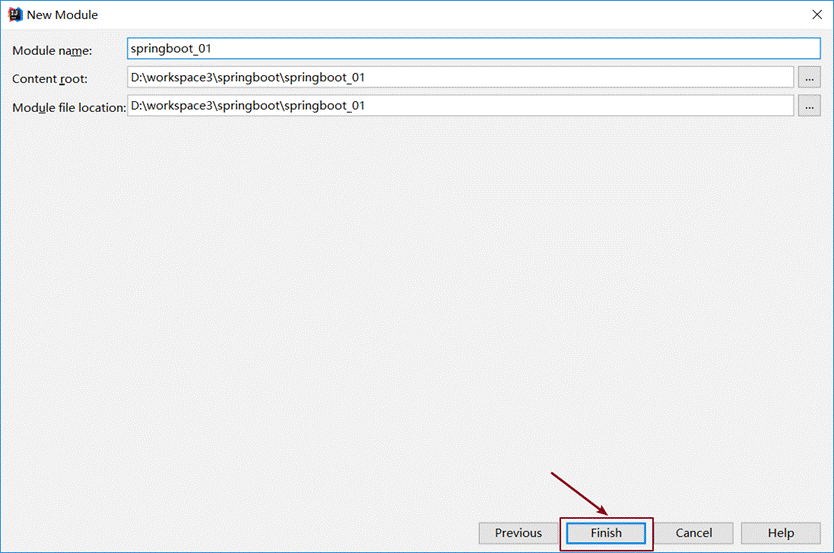 New Module
Module name: springboot_01
Content root: D:\workspace3\springboot\springboot_01 ...
Module file location: D:\workspace3\springboot\springboot_01 ...
Previous Finish Cancel Help